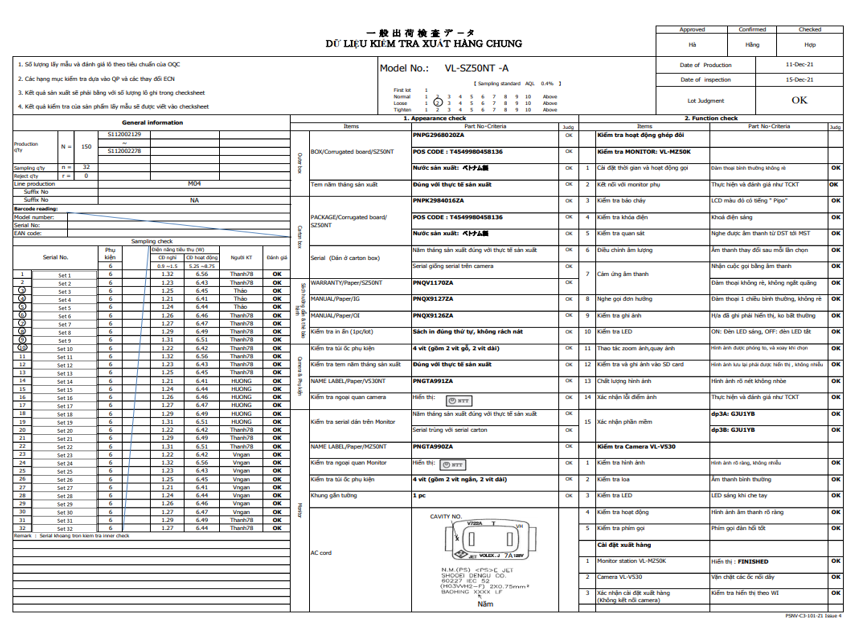 一般出荷検査データ
DỮ LIỆU KIỂM TRA XUẤT HÀNG CHUNG
Approved Confirmed Checked
Hà Hãng Hợp
1. Số lượng lấy mẫu và đánh giá lô theo tiêu chuẩn của OQC
2. Các hạng mục kiểm tra dựa vào QP và các thay đổi ECN
3. Kết quả sản xuất sẽ phải bằng với số lượng lô ghi trong checksheet
4. Kết quả kiểm tra của sản phẩm lấy mẫu sẽ được viết vào checksheet
Model No.: VL-SZ50NT -A
[ Sampling standard AQL 0.4% ]
First lot 1
Normal 1 2 3 4 5 6 7 8 9 10 Above
Loose 1 2 3 4 5 6 7 8 9 10 Above
Tighten 1 2 3 4 5 6 7 8 9 10 Above
Date of Production 11-Dec-21
Date of inspection 15-Dec-21
Lot Judgment OK
General information
Production q'ty N = 150 S112002129 ~ S112002278
Sampling q'ty n = 32
Reject q'ty r = 0
Line production M04
Suffix No
Suffix No NA
Barcode reading:
Model number:
Serial No:
EAN code:
Sampling check
Serial No. Phụ kiện Điện năng tiêu thụ (W) Người KT Đánh giá
CĐ nghỉ CĐ hoạt động
6 0.9 ~1.5 5.25 ~8.75
1 Set 1 6 1.32 6.56 Thanh78 OK
2 Set 2 6 1.23 6.43 Thanh78 OK
3 Set 3 6 1.25 6.45 Thảo OK
4 Set 4 6 1.21 6.41 Thảo OK
5 Set 5 6 1.24 6.44 Thảo OK
6 Set 6 6 1.26 6.46 Thanh78 OK
7 Set 7 6 1.27 6.47 Thanh78 OK
8 Set 8 6 1.29 6.49 Thanh78 OK
9 Set 9 6 1.31 6.51 Thanh78 OK
10 Set 10 6 1.22 6.42 Thanh78 OK
11 Set 11 6 1.32 6.56 Thanh78 OK
12 Set 12 6 1.23 6.43 Thanh78 OK
13 Set 13 6 1.25 6.45 Thanh78 OK
14 Set 14 6 1.21 6.41 HUONG OK
15 Set 15 6 1.24 6.44 HUONG OK
16 Set 16 6 1.26 6.46 HUONG OK
17 Set 17 6 1.27 6.47 HUONG OK
18 Set 18 6 1.29 6.49 HUONG OK
19 Set 19 6 1.31 6.51 HUONG OK
20 Set 20 6 1.22 6.42 Thanh78 OK
21 Set 21 6 1.29 6.49 Thanh78 OK
22 Set 22 6 1.31 6.51 Thanh78 OK
23 Set 23 6 1.22 6.42 Vngan OK
24 Set 24 6 1.32 6.56 Vngan OK
25 Set 25 6 1.23 6.43 Vngan OK
26 Set 26 6 1.25 6.45 Vngan OK
27 Set 27 6 1.21 6.41 Vngan OK
28 Set 28 6 1.24 6.44 Vngan OK
29 Set 29 6 1.26 6.46 Vngan OK
30 Set 30 6 1.27 6.47 Vngan OK
31 Set 31 6 1.29 6.49 Thanh78 OK
32 Set 32 6 1.27 6.44 Thanh78 OK
1. Appearance check
Items Part No-Criteria Judg
Outer box
BOX/Corrugated board/SZ50NT PNPG2968020ZA OK
POS CODE : T4549980458136 OK
Nước sản xuất: ベトナム製 OK
Tem năm tháng sản xuất Đúng với thực tế sản xuất OK
Carton box
PACKAGE/Corrugated board/SZ50NT PNPK2984016ZA OK
POS CODE : T4549980458136 OK
Nước sản xuất: ベトナム製 OK
Serial (Dán ở carton box) Năm tháng sản xuất đúng với thực tế sản xuất OK
Serial giống serial trên camera OK
WARRANTY/Paper/SZ50NT PNQV1170ZA OK
MANUAL/Paper/IG PNQX9127ZA OK
MANUAL/Paper/OI PNQX9126ZA OK
Kiểm tra in ấn (1pc/lot) Sách in đúng thứ tự, không rách nát OK
Camera & Phụ kiện
Kiểm tra túi ốc phụ kiện 4 vít (gồm 2 vít gỗ, 2 vít dài) OK
Kiểm tra tem năm tháng sản xuất Đúng với thực tế sản xuất OK
NAME LABEL/Paper/V530NT PNGTA991ZA OK
Kiểm tra ngoại quan camera Hiển thị: OK
Kiểm tra serial dán trên Monitor Năm tháng sản xuất đúng với thực tế sản xuất OK
Serial trùng với serial carton OK
Monitor
NAME LABEL/Paper/MZ50NT PNGTA990ZA OK
Kiểm tra ngoại quan Monitor Hiển thị: OK
Kiểm tra túi ốc phụ kiện 4 vít (gồm 2 vít ngắn, 2 vít dài) OK
Khung gắn tường 1 pc OK
AC cord
CAVITY NO.
V723A T VH
JET VOLEX.J 7A 125V
N.M.(PS) <PS>E JET
SHOOEI DENGU CO.
60227 IEC 52
(HO3VVH2-F) 2X0.75mm²
BAOHING XXXX LF
Năm
2. Function check
Items Part No-Criteria Judg
Kiểm tra hoạt động ghép đôi
Kiểm tra MONITOR: VL-MZ50K
1 Cài đặt thời gian và hoạt động gọi Đàm thoại bình thường không rè OK
2 Kết nối với monitor phụ Thực hiện và đánh giá như TCKT OK
3 Kiểm tra báo cháy LCD màu đỏ có tiếng " Pipo" OK
4 Kiểm tra khóa điện Khoá điện sáng OK
5 Kiểm tra quan sát Nghe được âm thanh từ DST tới MST OK
6 Điều chỉnh âm lượng Âm thanh thay đổi sau mỗi lần chọn OK
7 Cảm ứng âm thanh Nhận cuộc gọi bằng âm thanh OK
Đàm thoại không rè, không ngắt quãng OK
8 Nghe gọi đơn hướng Đàm thoại 1 chiều bình thường, không rè OK
9 Kiểm tra ghi ảnh H/a đã ghi phải hiển thị, ko bất thường OK
10 Kiểm tra LED ON: Đèn LED sáng, OFF: đèn LED tắt OK
11 Thao tác zoom ảnh,quay ảnh Hình ảnh được phóng to, và xoay khi chọn OK
12 Kiểm tra và ghi ảnh vào SD card Hình ảnh lưu lại phải được hiển thị , không nhiễu OK
13 Chất lượng hình ảnh Hình ảnh rõ nét không nhòe OK
14 Xác nhận lỗi điểm ảnh Thực hiện và đánh giá như TCKT OK
15 Xác nhận phần mềm dp3A: GJU1YB OK
dp3B: GJU1YB OK
Kiểm tra Camera VL-V530
1 Kiểm tra hình ảnh Hình ảnh rõ ràng, không nhiễu OK
2 Kiểm tra loa Âm thanh bình thường OK
3 Kiểm tra LED LED sáng khi che tay OK
4 Kiểm tra hoạt động Hình ảnh âm thanh rõ ràng OK
5 Kiểm tra phím gọi Phím gọi đàn hồi tốt OK
Cài đặt xuất hàng
1 Monitor station VL-MZ50K Hiển thị : FINISHED OK
2 Camera VL-V530 Vặn chặt các ốc nối dây OK
3 Xác nhận cài đặt xuất hàng (Không kết nối camera) Kiểm tra hiển thị theo WI OK
PSNV-C3-101-21 Issue 4